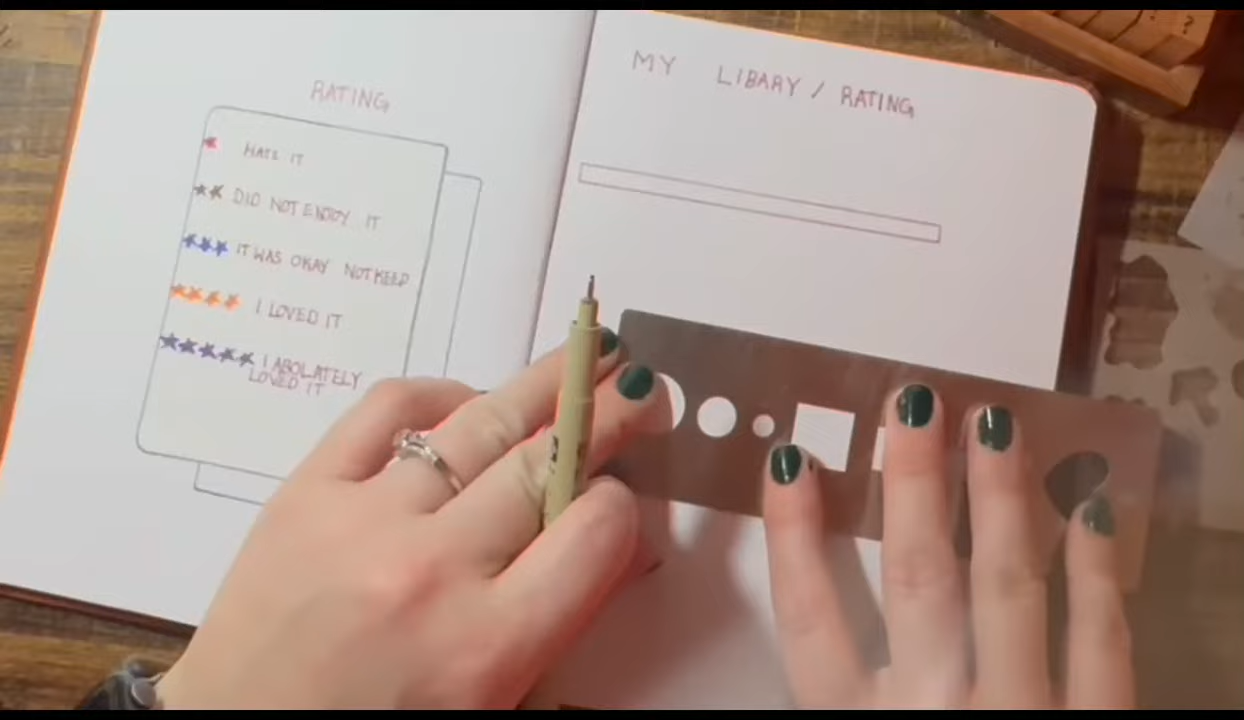 RATING
HATE IT
DID NOT ENJOY IT
IT WAS OKAY NOT KEEP
I LOVED IT
I ABOLATELY
LOVED IT
MY LIBARY / RATING